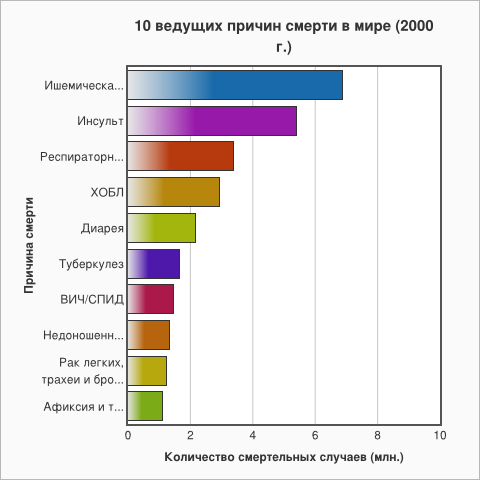 10 ведущих причин смерти в мире (2000
г.)
Причина смерти
Ишемическа...
Инсульт
Респираторн...
ХОБЛ
Диарея
Туберкулез
ВИЧ/СПИД
Недоношенн...
Рак легких,
трахеи и бро...
Афиксия и т...
0 2 4 6 8 10
Количество смертельных случаев (млн.)